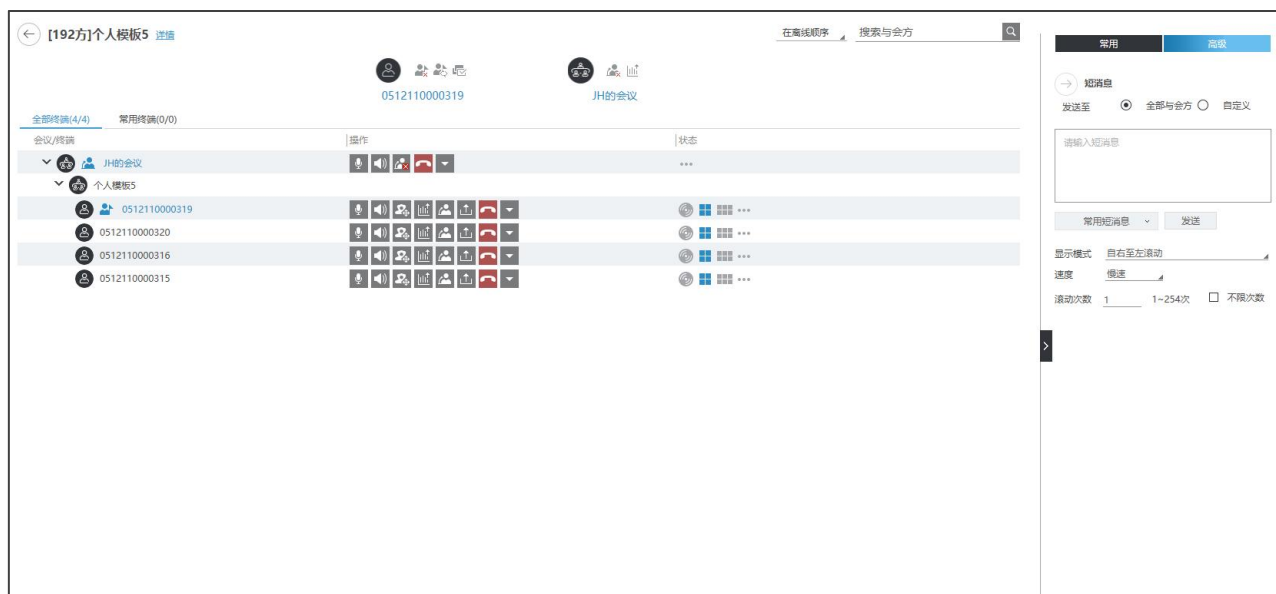 [192方]个人模板5 详情
在离线顺序 搜索与会方
常用 高级
0512110000319 JH的会议
短消息
发送至 全部与会方 自定义
全部终端(4/4) 常用终端(0/0)
会议/终端 操作 状态
请输入短消息
JH的会议
个人模板5
0512110000319
0512110000320
0512110000316
0512110000315
常用短消息 发送
显示模式 自右至左滚动
速度 慢速
滚动次数 1 1~254次 不限次数